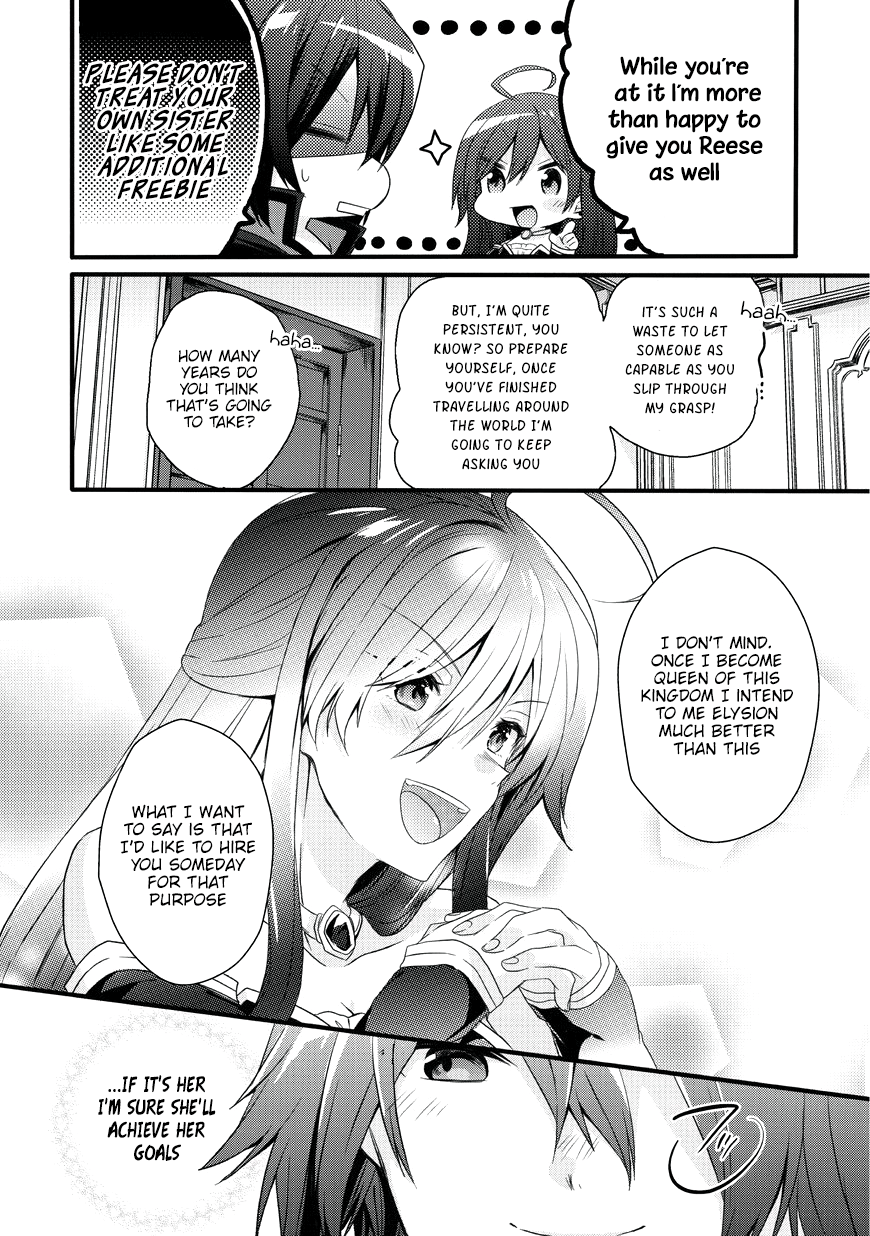 While you're
at it I'm more
than happy to
give you Reese
as well
PLEASE DON'T
TREAT YOUR
OWN SISTER
LIKE SOME
ADDITIONAL
FREEBIE
haah...
IT'S SUCH A
WASTE TO LET
SOMEONE AS
CAPABLE AS YOU
SLIP THROUGH
MY GRASP!
BUT, I'M QUITE
PERSISTENT, YOU
KNOW? SO PREPARE
YOURSELF, ONCE
YOU'VE FINISHED
TRAVELLING AROUND
THE WORLD I'M
GOING TO KEEP
ASKING YOU
haha...
HOW MANY
YEARS DO
YOU THINK
THAT'S GOING
TO TAKE?
I DON'T MIND.
ONCE I BECOME
QUEEN OF THIS
KINGDOM I INTEND
TO ME ELYSION
MUCH BETTER
THAN THIS
WHAT I WANT
TO SAY IS THAT
I'D LIKE TO HIRE
YOU SOMEDAY
FOR THAT
PURPOSE
...IF IT'S HER
I'M SURE SHE'LL
ACHIEVE HER
GOALS